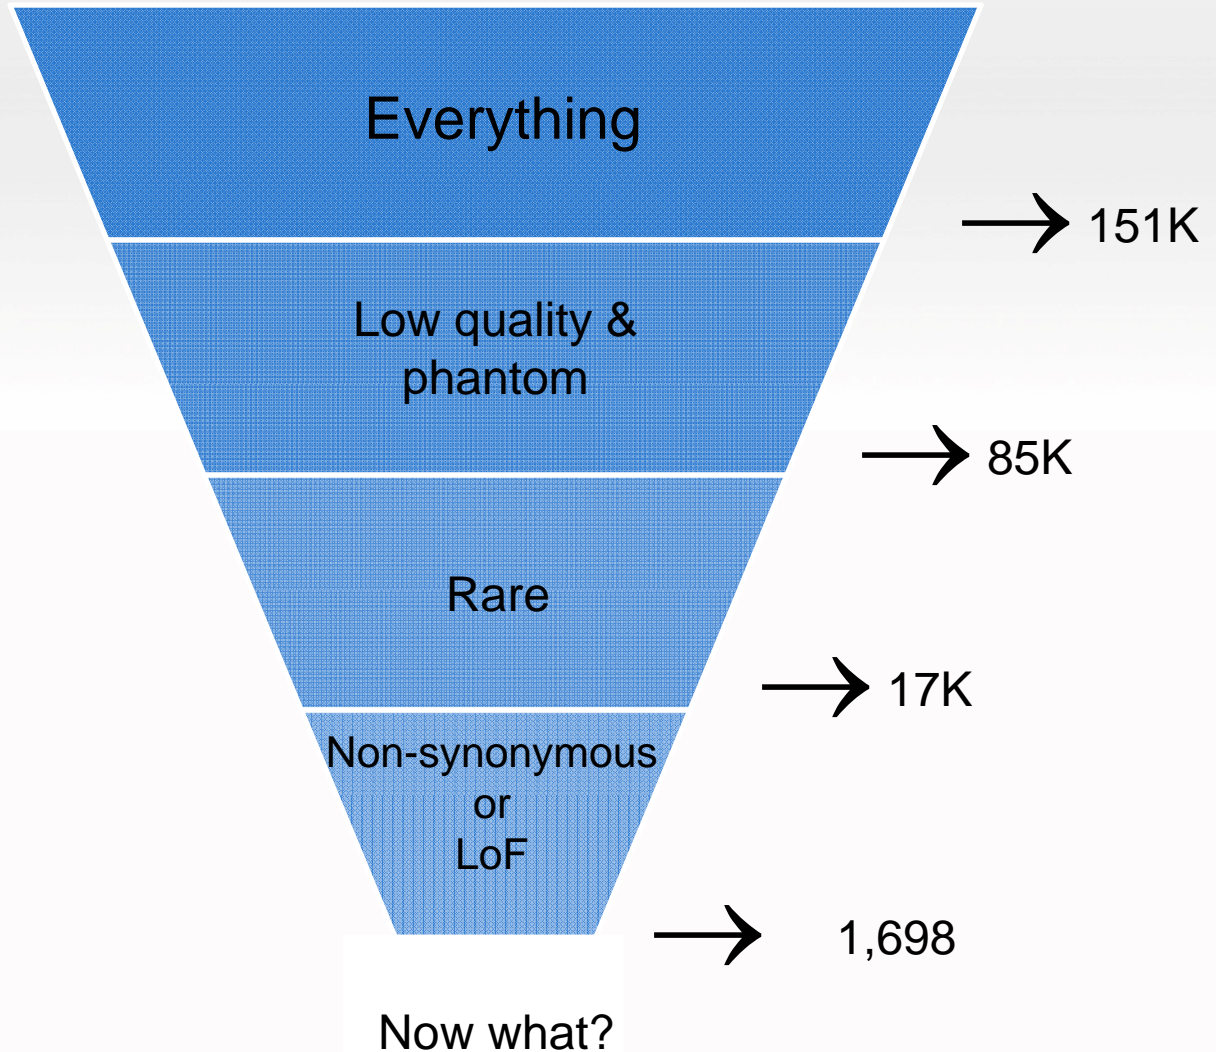 Everything
151K
Low quality &
phantom
85K
Rare
17K
Non-synonymous
or
LoF
1,698
Now what?